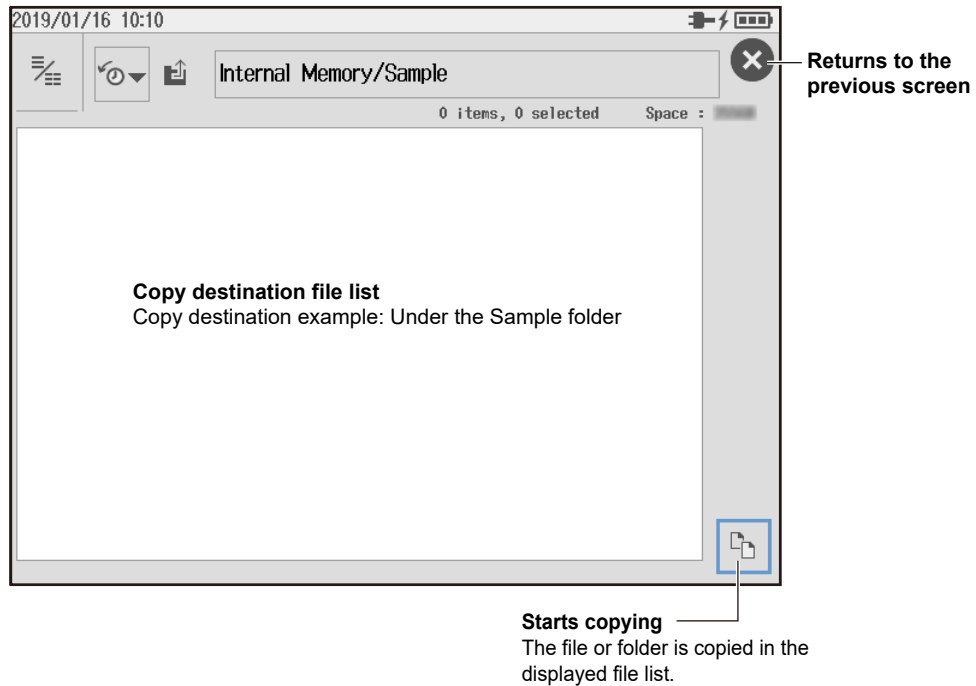 2019/01/16 10:10
Internal Memory/Sample
Returns to the
previous screen
0 items, 0 selected Space :
Copy destination file list
Copy destination example: Under the Sample folder
Starts copying
The file or folder is copied in the
displayed file list.